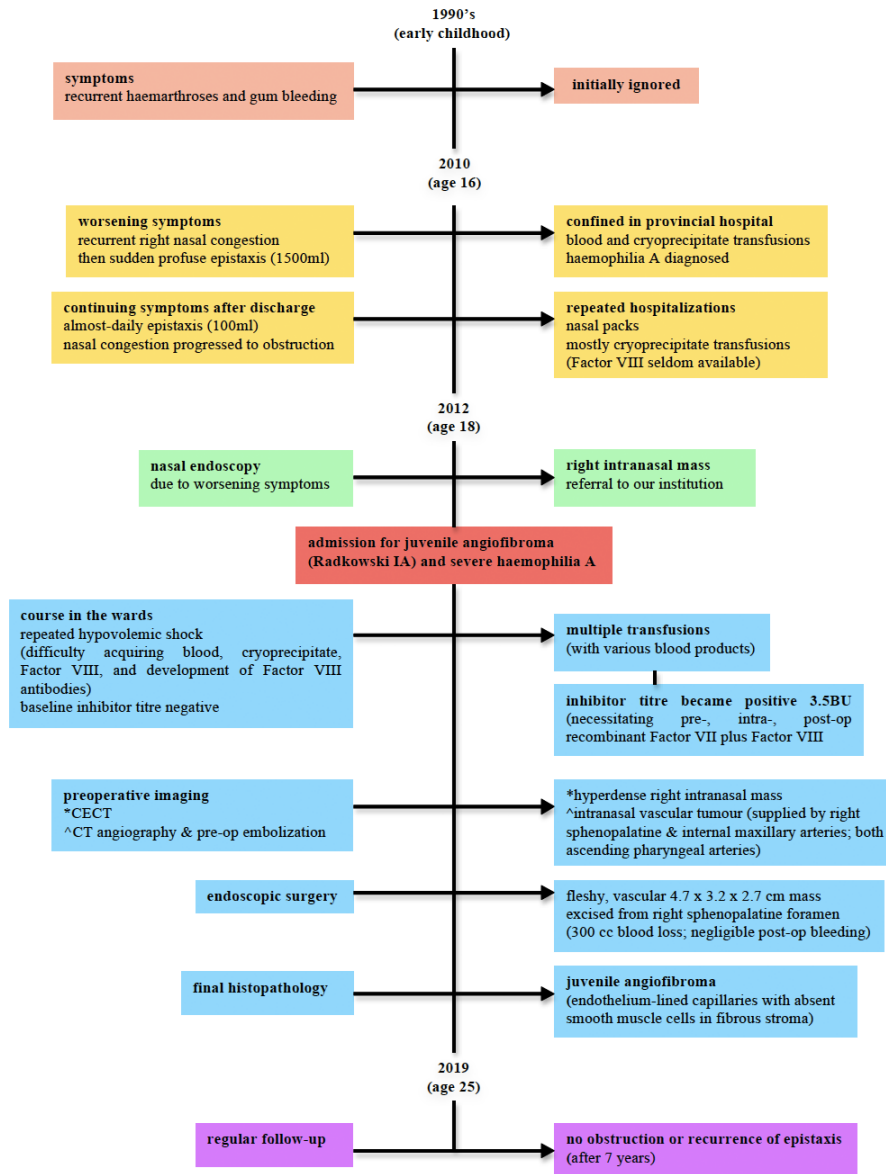 1990's
(early childhood)
symptoms
recurrent haemarthroses and gum bleeding
initially ignored
2010
(age 16)
worsening symptoms
recurrent right nasal congestion
then sudden profuse epistaxis (1500ml)
confined in provincial hospital
blood and cryoprecipitate transfusions
haemophilia A diagnosed
continuing symptoms after discharge
almost-daily epistaxis (100ml)
nasal congestion progressed to obstruction
repeated hospitalizations
nasal packs
mostly cryoprecipitate transfusions
(Factor VIII seldom available)
2012
(age 18)
nasal endoscopy
due to worsening symptoms
right intranasal mass
referral to our institution
admission for juvenile angiofibroma
(Radkowski IA) and severe haemophilia A
course in the wards
repeated hypovolemic shock
(difficulty acquiring blood, cryoprecipitate,
Factor VIII, and development of Factor VIII
antibodies)
baseline inhibitor titre negative
multiple transfusions
(with various blood products)
inhibitor titre became positive 3.5BU
(necessitating pre-, intra-, post-op
recombinant Factor VII plus Factor VIII
preoperative imaging
*CECT
^CT angiography & pre-op embolization
*hyperdense right intranasal mass
^intranasal vascular tumour (supplied by right
sphenopalatine & internal maxillary arteries; both
ascending pharyngeal arteries)
endoscopic surgery
fleshy, vascular 4.7 x 3.2 x 2.7 cm mass
excised from right sphenopalatine foramen
(300 cc blood loss; negligible post-op bleeding)
final histopathology
juvenile angiofibroma
(endothelium-lined capillaries with absent
smooth muscle cells in fibrous stroma)
2019
(age 25)
regular follow-up
no obstruction or recurrence of epistaxis
(after 7 years)